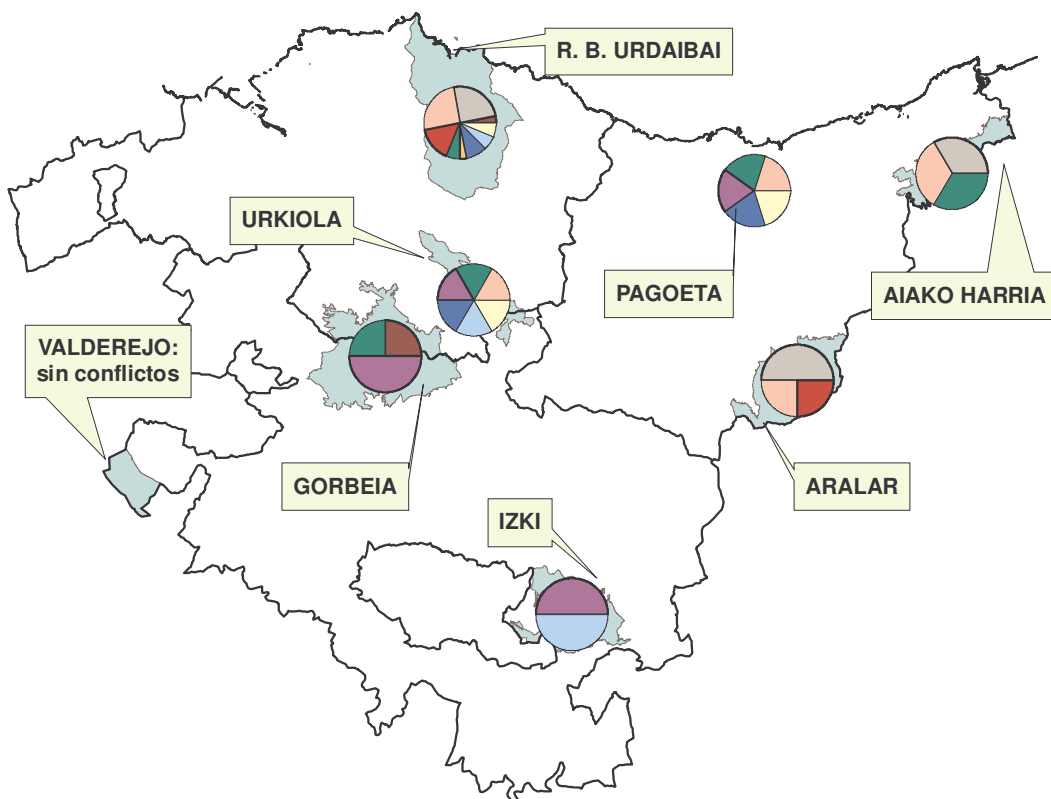 R. B. URDAIBAI
URKIOLA
PAGOETA
AIAKO HARRIA
VALDEREJO:
sin conflictos
GORBEIA
ARALAR
IZKI